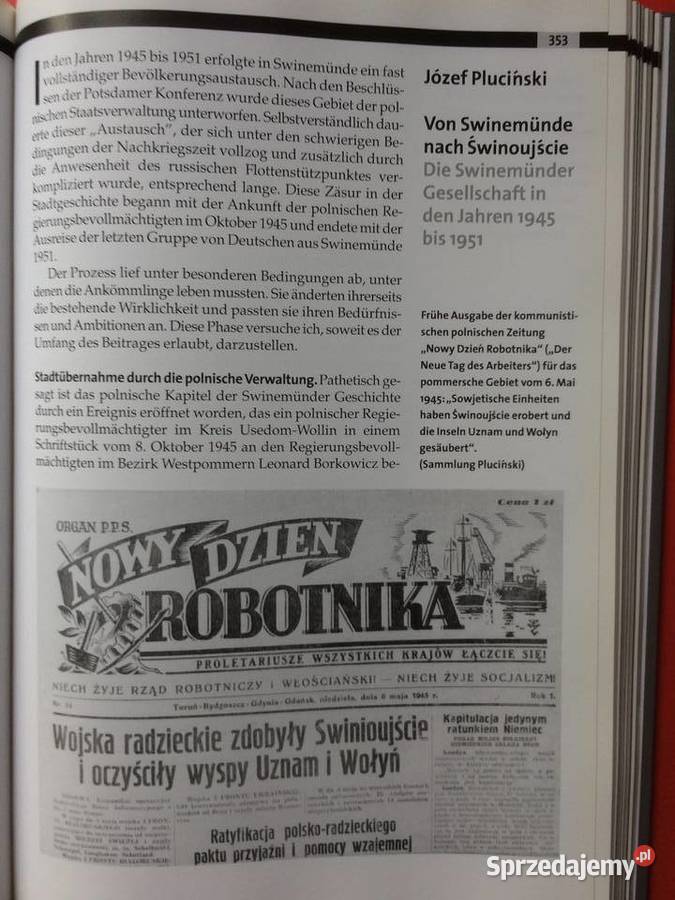 353
In den Jahren 1945 bis 1951 erfolgte in Swinemünde ein fast
vollständiger Bevölkerungsaustausch. Nach den Beschlüs-
sen der Potsdamer Konferenz wurde dieses Gebiet der pol-
nischen Staatsverwaltung unterworfen. Selbstverständlich dau-
erte dieser „Austausch“, der sich unter den schwierigen Be-
dingungen der Nachkriegszeit vollzog und zusätzlich durch
die Anwesenheit des russischen Flottenstützpunktes ver-
kompliziert wurde, entsprechend lange. Diese Zäsur in der
Stadtgeschichte begann mit der Ankunft der polnischen Re-
gierungsbevollmächtigten im Oktober 1945 und endete mit der
Ausreise der letzten Gruppe von Deutschen aus Swinemünde
1951.
Der Prozess lief unter besonderen Bedingungen ab, unter
denen die Ankömmlinge leben mussten. Sie änderten ihrerseits
die bestehende Wirklichkeit und passten sie ihren Bedürfnis-
sen und Ambitionen an. Diese Phase versuche ich, soweit es der
Umfang des Beitrages erlaubt, darzustellen.
Stadtübernahme durch die polnische Verwaltung. Pathetisch ge-
sagt ist das polnische Kapitel der Swinemünder Geschichte
durch ein Ereignis eröffnet worden, das ein polnischer Regie-
rungsbevollmächtigter im Kreis Usedom-Wollin in einem
Schriftstück vom 8. Oktober 1945 an den Regierungsbevoll-
mächtigten im Bezirk Westpommern Leonard Borkowicz be-
Józef Pluciński
Von Swinemünde
nach Świnoujście
Die Swinemünder
Gesellschaft in
den Jahren 1945
bis 1951
Frühe Ausgabe der kommunisti-
schen polnischen Zeitung
„Nowy Dzień Robotnika“ („Der
Neue Tag des Arbeiters“) für das
pommersche Gebiet vom 6. Mai
1945: „Sowjetische Einheiten
haben Świnoujście erobert und
die Inseln Uznam und Wołyn
gesäubert“.
(Sammlung Pluciński)
Cena 1 zł
ORGAN P.P.S.
NOWY DZIEN
ROBOTNIKA
PROLETARIUSZE WSZYSTKICH KRAJÓW ŁĄCZCIE SIĘ!
NIECH ŻYJE RZĄD ROBOTNICZY i WŁOŚCIAŃSKI! — NIECH ŻYJE SOCJALIZM!
Toruń-Bydgoszcz-Gdynia-Gdańsk, niedziela, dnia 6 maja 1945 r.
Rok 1.
Wojska radzieckie zdobyły Swinioujście
i oczyściły wyspy Uznam i Wołyń
Kapitulacja jedynym
ratunkiem Niemiec
Ratyfikacja polsko-radzieckiego
paktu przyjaźni i pomocy wzajemnej
Sprzedajemy.pl